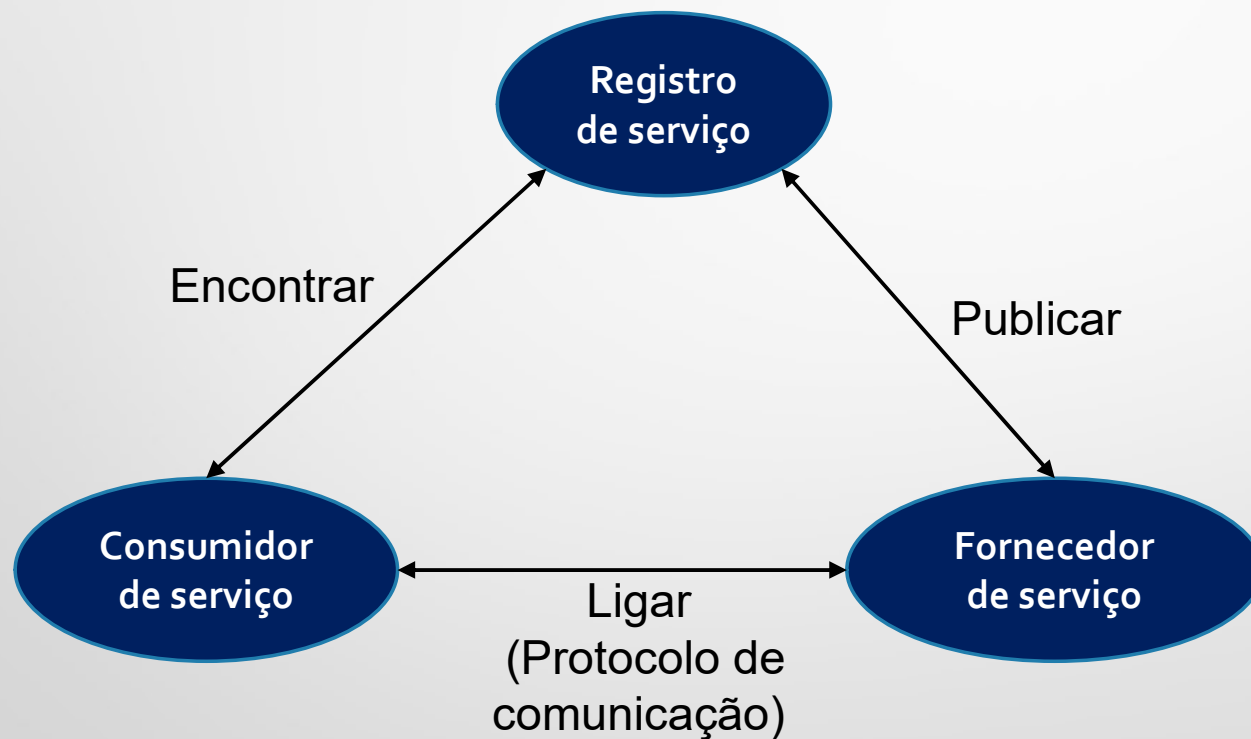 Registro
de serviço
Encontrar
Publicar
Consumidor
de serviço
Fornecedor
de serviço
Ligar
(Protocolo de
comunicação)